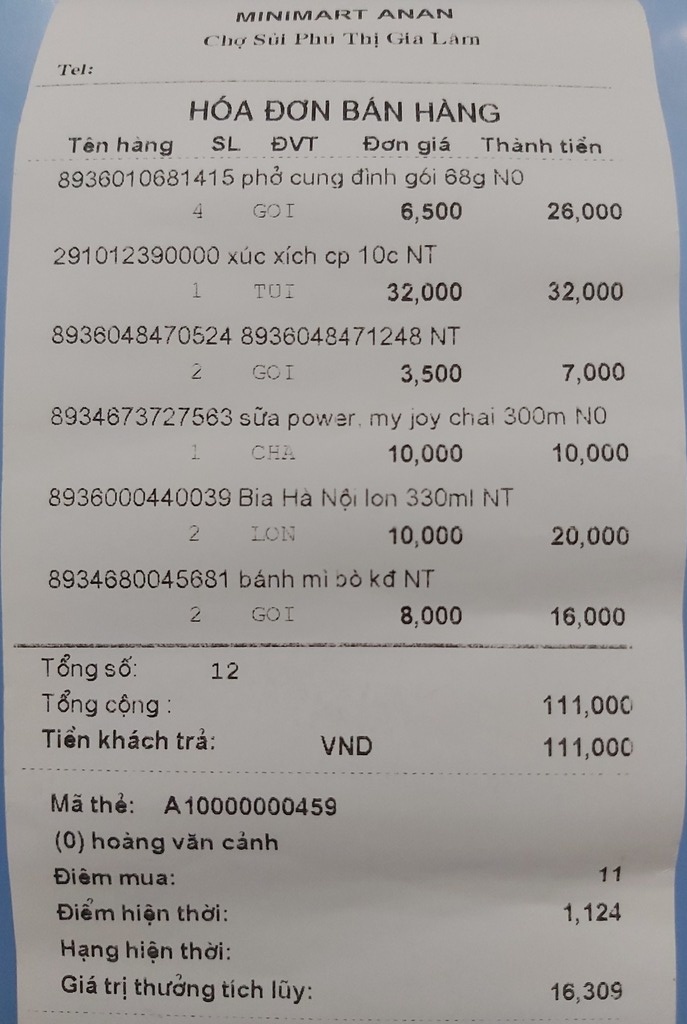 MINIMART ANAN
Chợ Sủi Phú Thị Gia Lâm
Tel:
HÓA ĐƠN BÁN HÀNG
Tên hàng SL ĐVT Đơn giá Thành tiền
8936010681415 phở cung đình gói 68g N0
4 GOI 6,500 26,000
291012390000 xúc xích cp 10c NT
1 TUI 32,000 32,000
8936048470524 8936048471248 NT
2 GOI 3,500 7,000
8934673727563 sữa power. my joy chai 300m N0
1 CHA 10,000 10,000
8936000440039 Bia Hà Nội lon 330ml NT
2 LON 10,000 20,000
8934680045681 bánh mì bò kđ NT
2 GOI 8,000 16,000
Tổng số: 12
Tổng cộng : 111,000
Tiền khách trả: VND 111,000
Mã thẻ: A10000000459
(0) hoàng văn cảnh
Điểm mua: 11
Điểm hiện thời: 1,124
Hạng hiện thời:
Giá trị thưởng tích lũy: 16,309